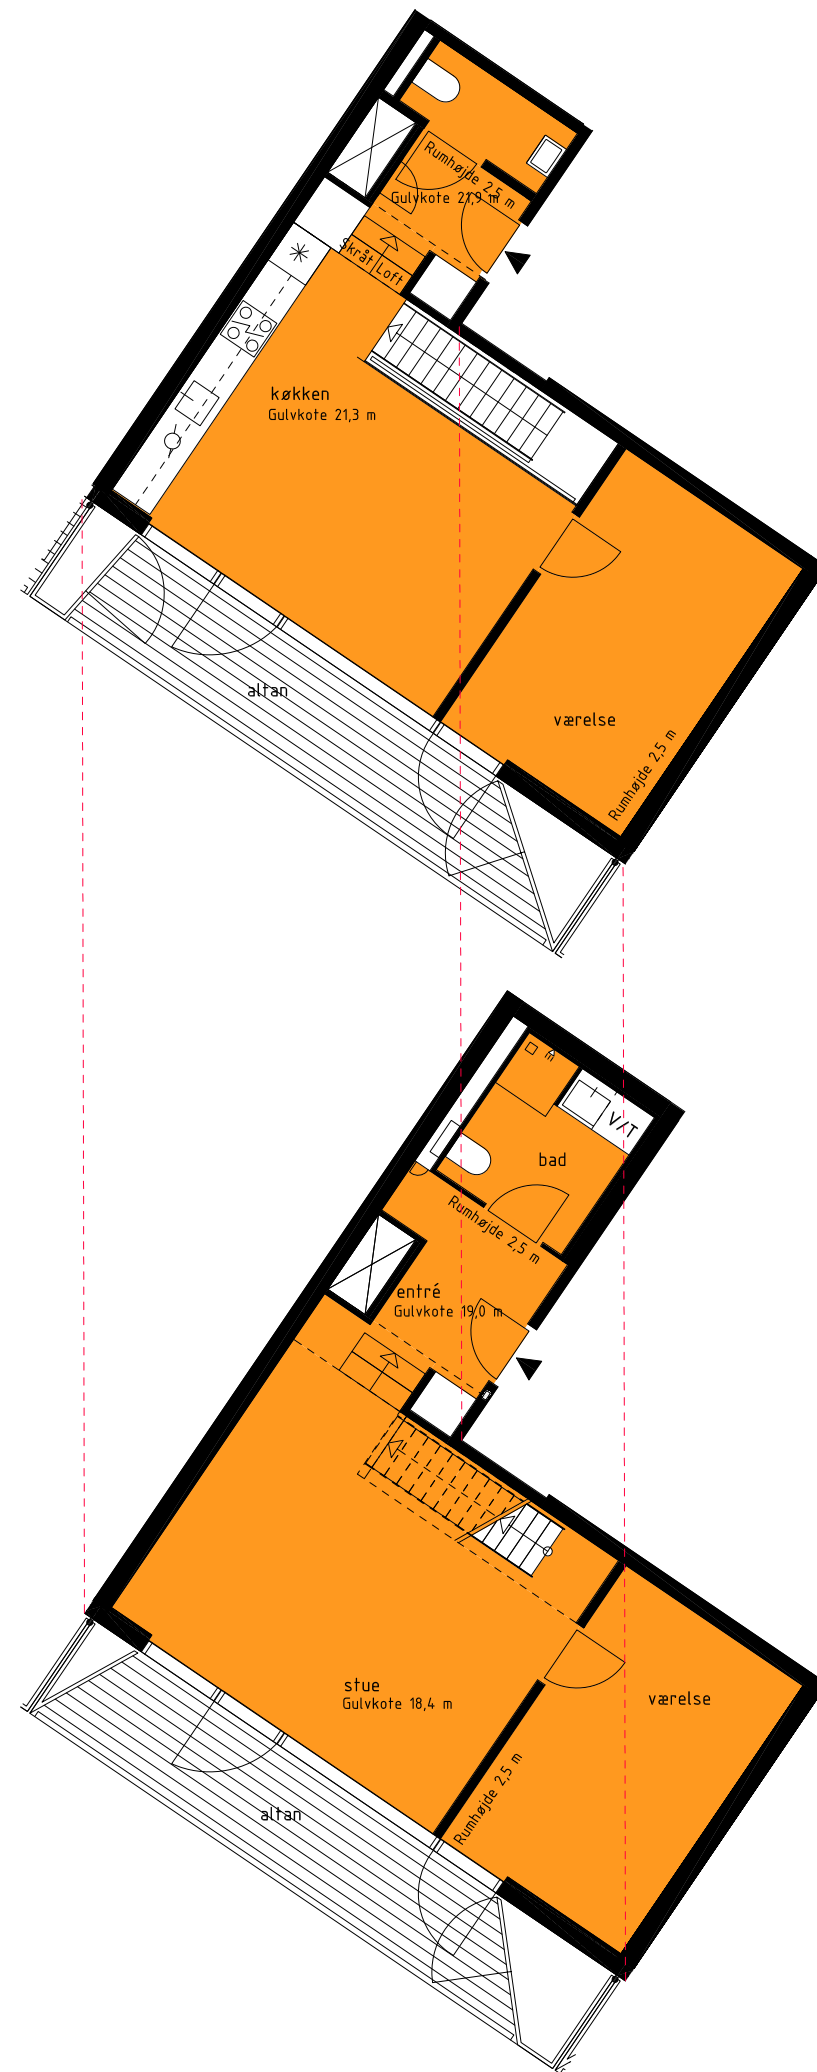 Rumhøjde 2,5 m
Gulvkote 21,9 m
Skråt Loft
køkken
Gulvkote 21,3 m
altan
værelse
Rumhøjde 2,5 m
V/T
bad
Rumhøjde 2,5 m
entré
Gulvkote 19,0 m
stue
Gulvkote 18,4 m
værelse
Rumhøjde 2,5 m
altan